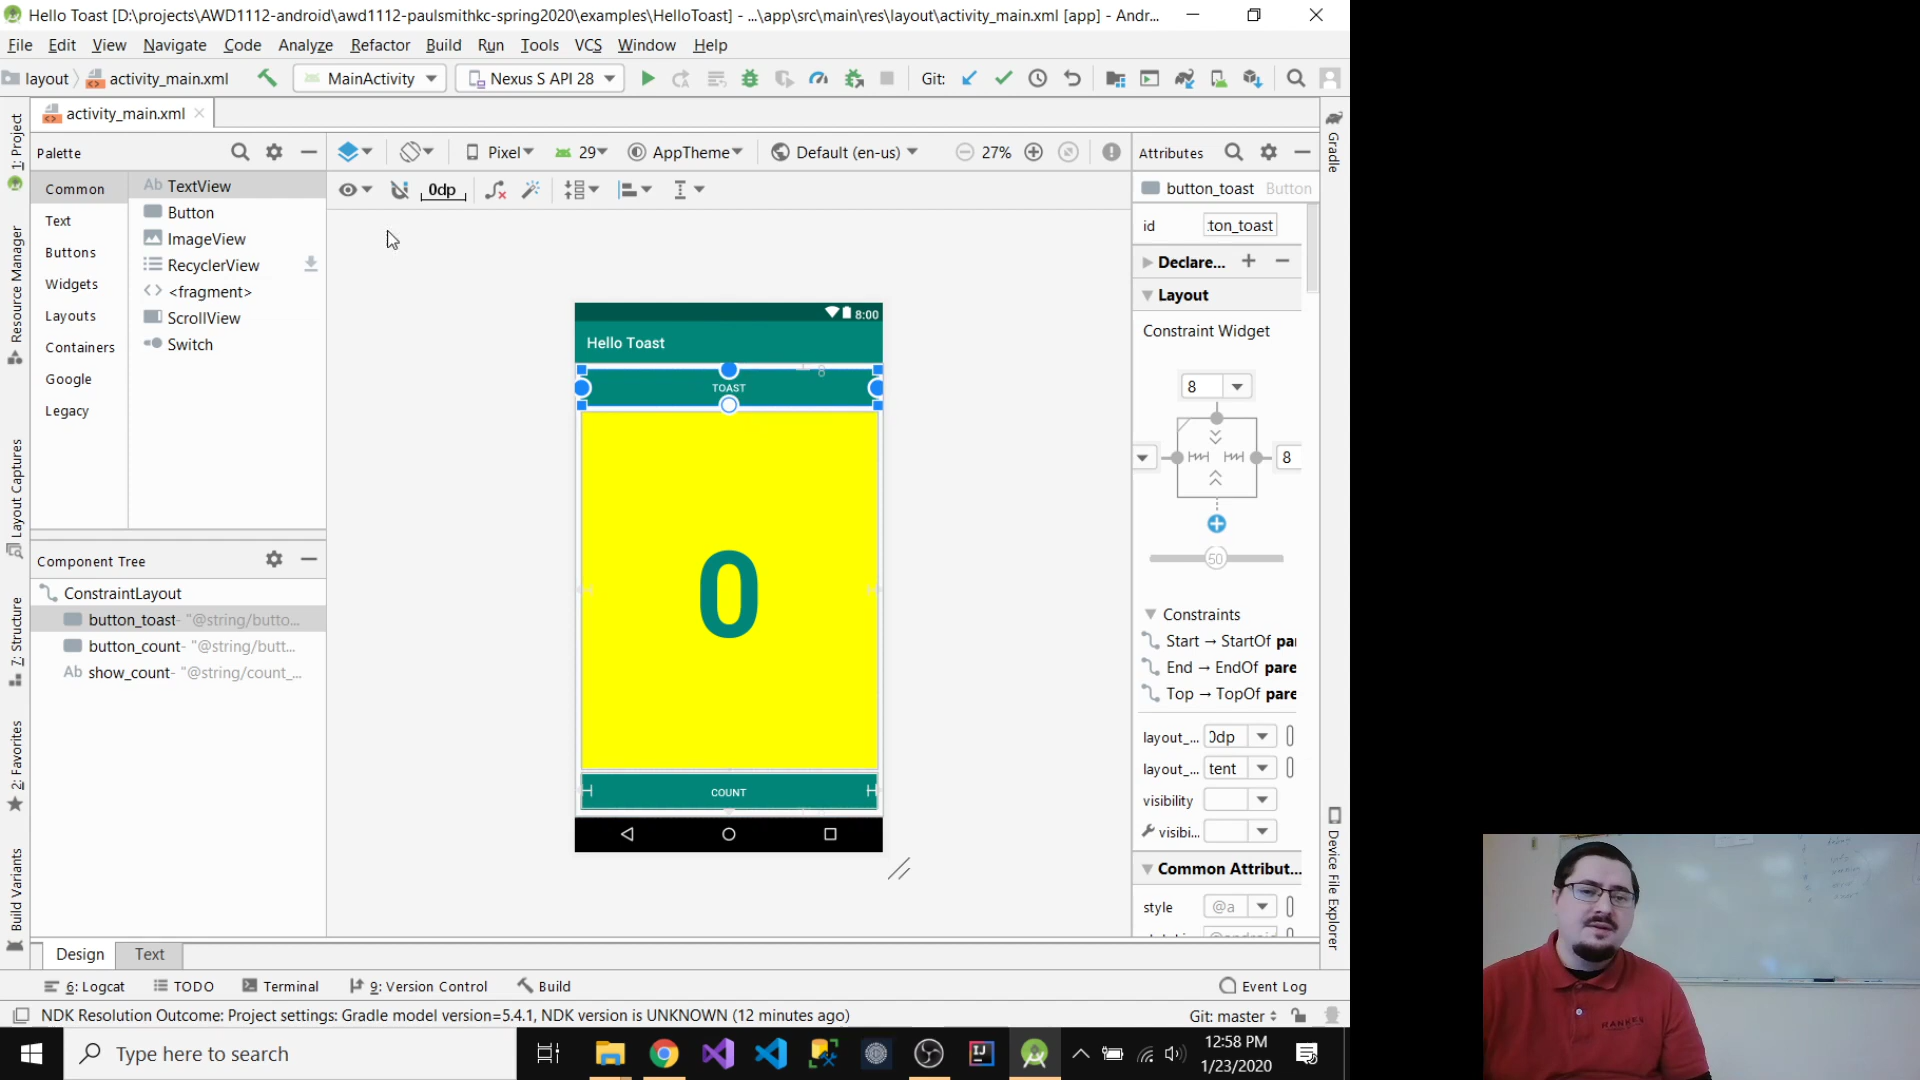 Hello Toast [D:\projects\AWD1112-android\awd1112-paulsmithkc-spring2020\examples\HelloToast] - ...\app\src\main\res\layout\activity_main.xml [app] - Andr...
File Edit View Navigate Code Analyze Refactor Build Run Tools VCS Window Help
layout activity_main.xml MainActivity Nexus S API 28 Git:
activity_main.xml
Palette
Pixel 29 AppTheme Default (en-us) 27%
Attributes
0dp
Common
Text
Buttons
Widgets
Layouts
Containers
Google
Legacy
Ab TextView
Button
ImageView
RecyclerView
<> <fragment>
ScrollView
Switch
Component Tree
ConstraintLayout
button_toast- "@string/butto...
button_count- "@string/butt...
Ab show_count- "@string/count_...
1: Project
Resource Manager
Layout Captures
7: Structure
2: Favorites
Build Variants
8:00
Hello Toast
8
TOAST
0
COUNT
button_toast Button
id :ton_toast
Declare...
Layout
Constraint Widget
8
8
50
Constraints
Start → StartOf pa
End → EndOf pare
Top → TopOf pare
layout_... 0dp
layout_... tent
visibility
visibi...
Common Attribut...
style @a
Gradle
Device File Explorer
Design Text
6: Logcat TODO Terminal 9: Version Control Build Event Log
NDK Resolution Outcome: Project settings: Gradle model version=5.4.1, NDK version is UNKNOWN (12 minutes ago) Git: master
Type here to search
12:58 PM
1/23/2020